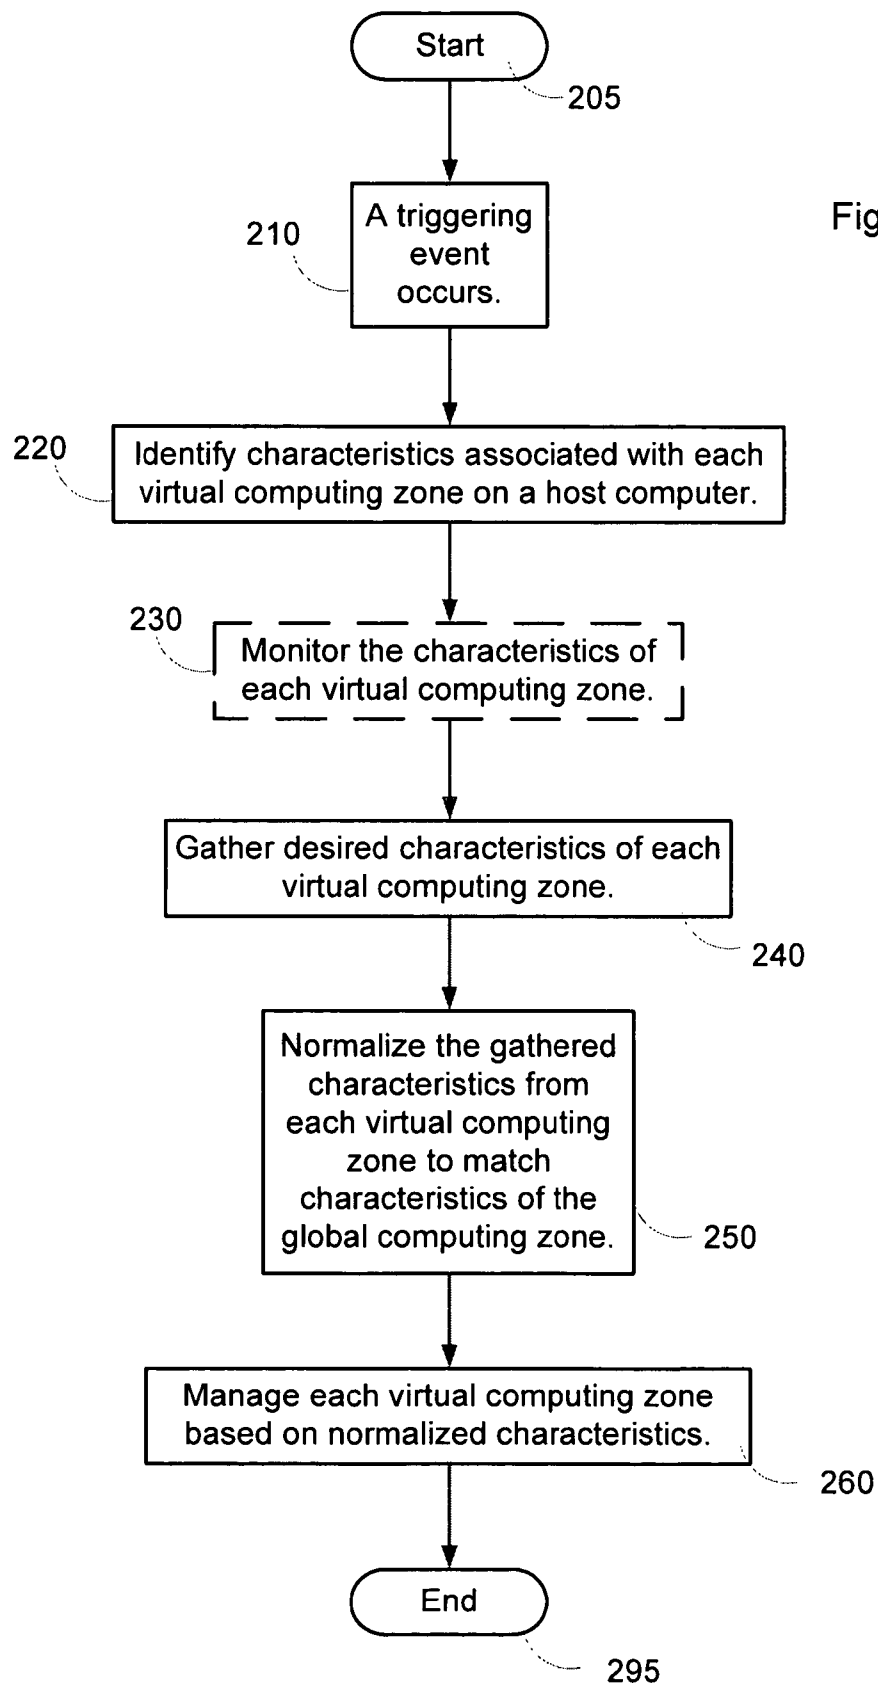 Start
205
A triggering
event
occurs.
210
Fig
Identify characteristics associated with each
virtual computing zone on a host computer.
220
230
Monitor the characteristics of
each virtual computing zone.
Gather desired characteristics of each
virtual computing zone.
240
Normalize the gathered
characteristics from
each virtual computing
zone to match
characteristics of the
global computing zone.
250
Manage each virtual computing zone
based on normalized characteristics.
260
End
295